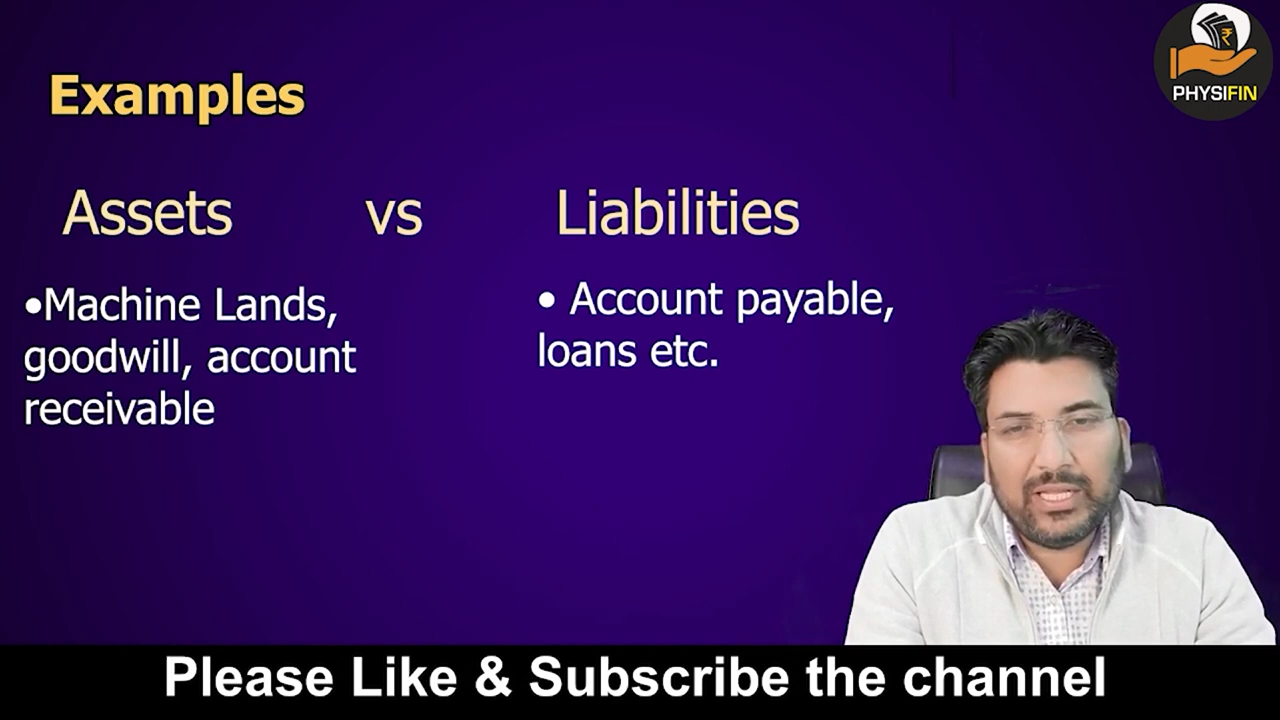 PHYSIFIN
Examples
Assets vs Liabilities
•Machine Lands,
goodwill, account
receivable
• Account payable,
loans etc.
Please Like & Subscribe the channel